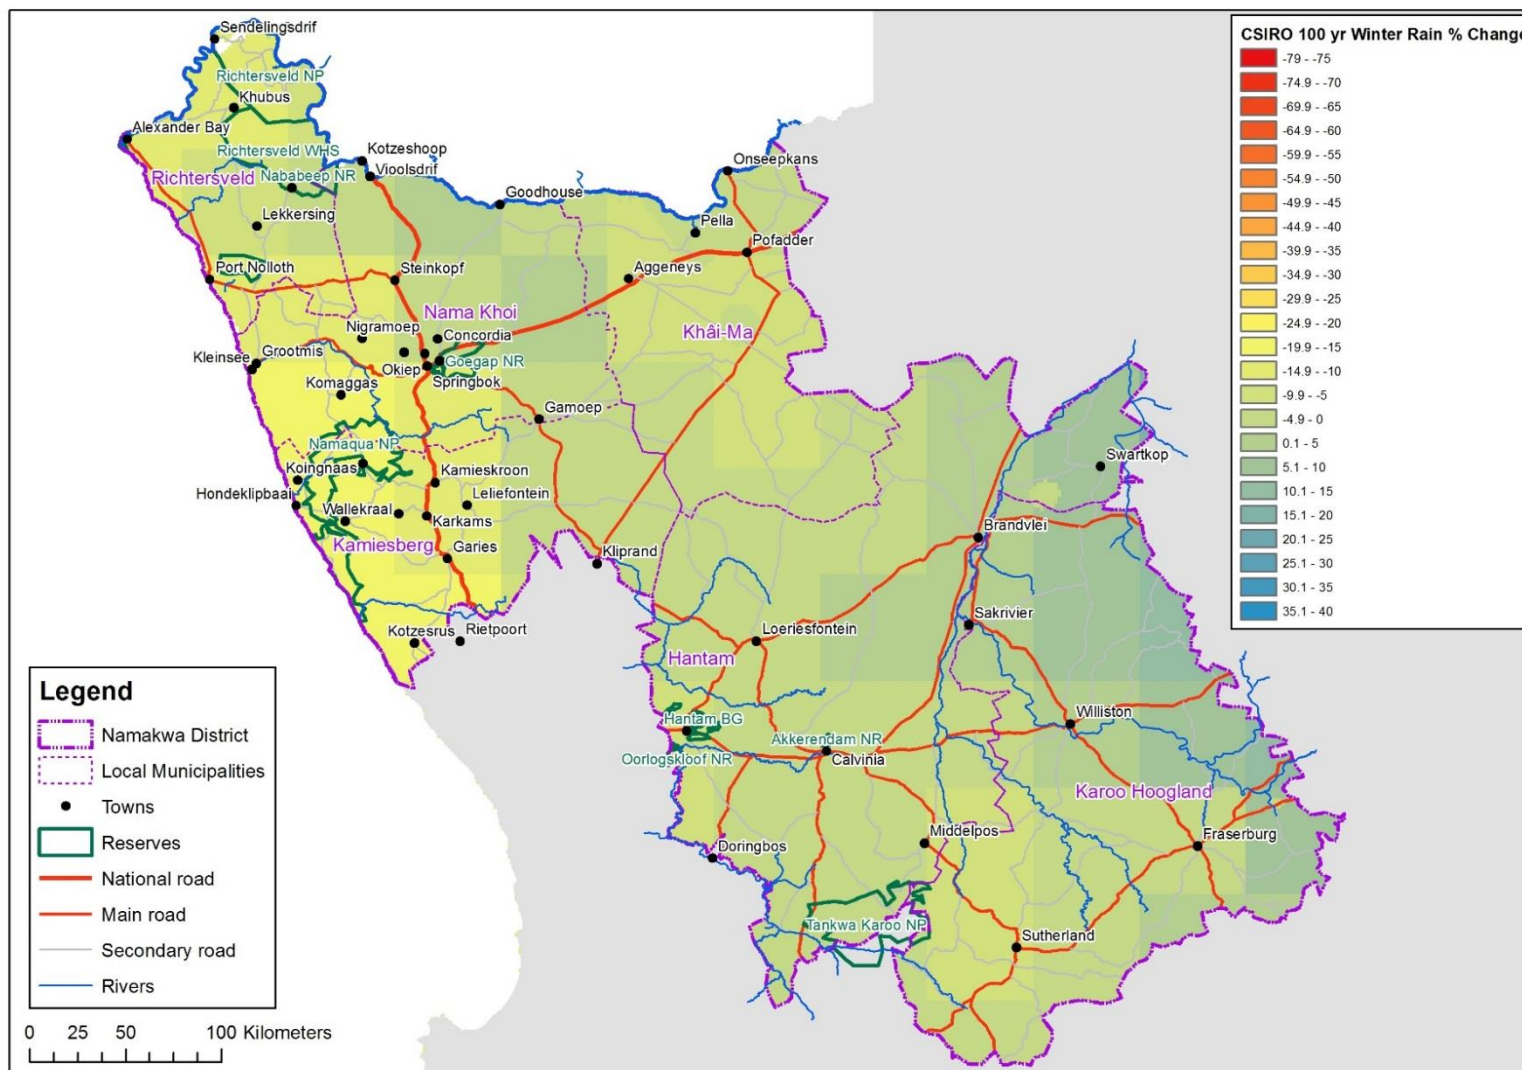 CSIRO 100 yr Winter Rain % Change
-79 - -75
-74.9 - -70
-69.9 - -65
-64.9 - -60
-59.9 - -55
-54.9 - -50
-49.9 - -45
-44.9 - -40
-39.9 - -35
-34.9 - -30
-29.9 - -25
-24.9 - -20
-19.9 - -15
-14.9 - -10
-9.9 - -5
-4.9 - 0
0.1 - 5
5.1 - 10
10.1 - 15
15.1 - 20
20.1 - 25
25.1 - 30
30.1 - 35
35.1 - 40
Sendelingsdrif
Richtersveld NP
Khubus
Alexander Bay
Richtersveld WHS
Kotzeshoop
Vioolsdrif
Richtersveld
Nababeep NR
Goodhouse
Onseepkans
Lekkersing
Pella
Pofadder
Port Nolloth
Steinkopf
Aggeneys
Nama Khoi
Khâi-Ma
Nigramoep
Concordia
Kleinsee
Grootmis
Okiep
Goegap NR
Springbok
Komaggas
Gamoep
Namaqua NP
Koingnaas
Kamieskroon
Swartkop
Hondeklipbaai
Leliefontein
Wallekraal
Karkams
Brandvlei
Kamiesberg
Garies
Kliprand
Sakrivier
Kotzesrus
Rietpoort
Loeriesfontein
Hantam
Hantam BG
Williston
Akkerendam NR
Oorlogskloof NR
Calvinia
Karoo Hoogland
Middelpos
Fraserburg
Doringbos
Tankwa Karoo NP
Sutherland
Legend
Namakwa District
Local Municipalities
Towns
Reserves
National road
Main road
Secondary road
Rivers
0 25 50 100 Kilometers